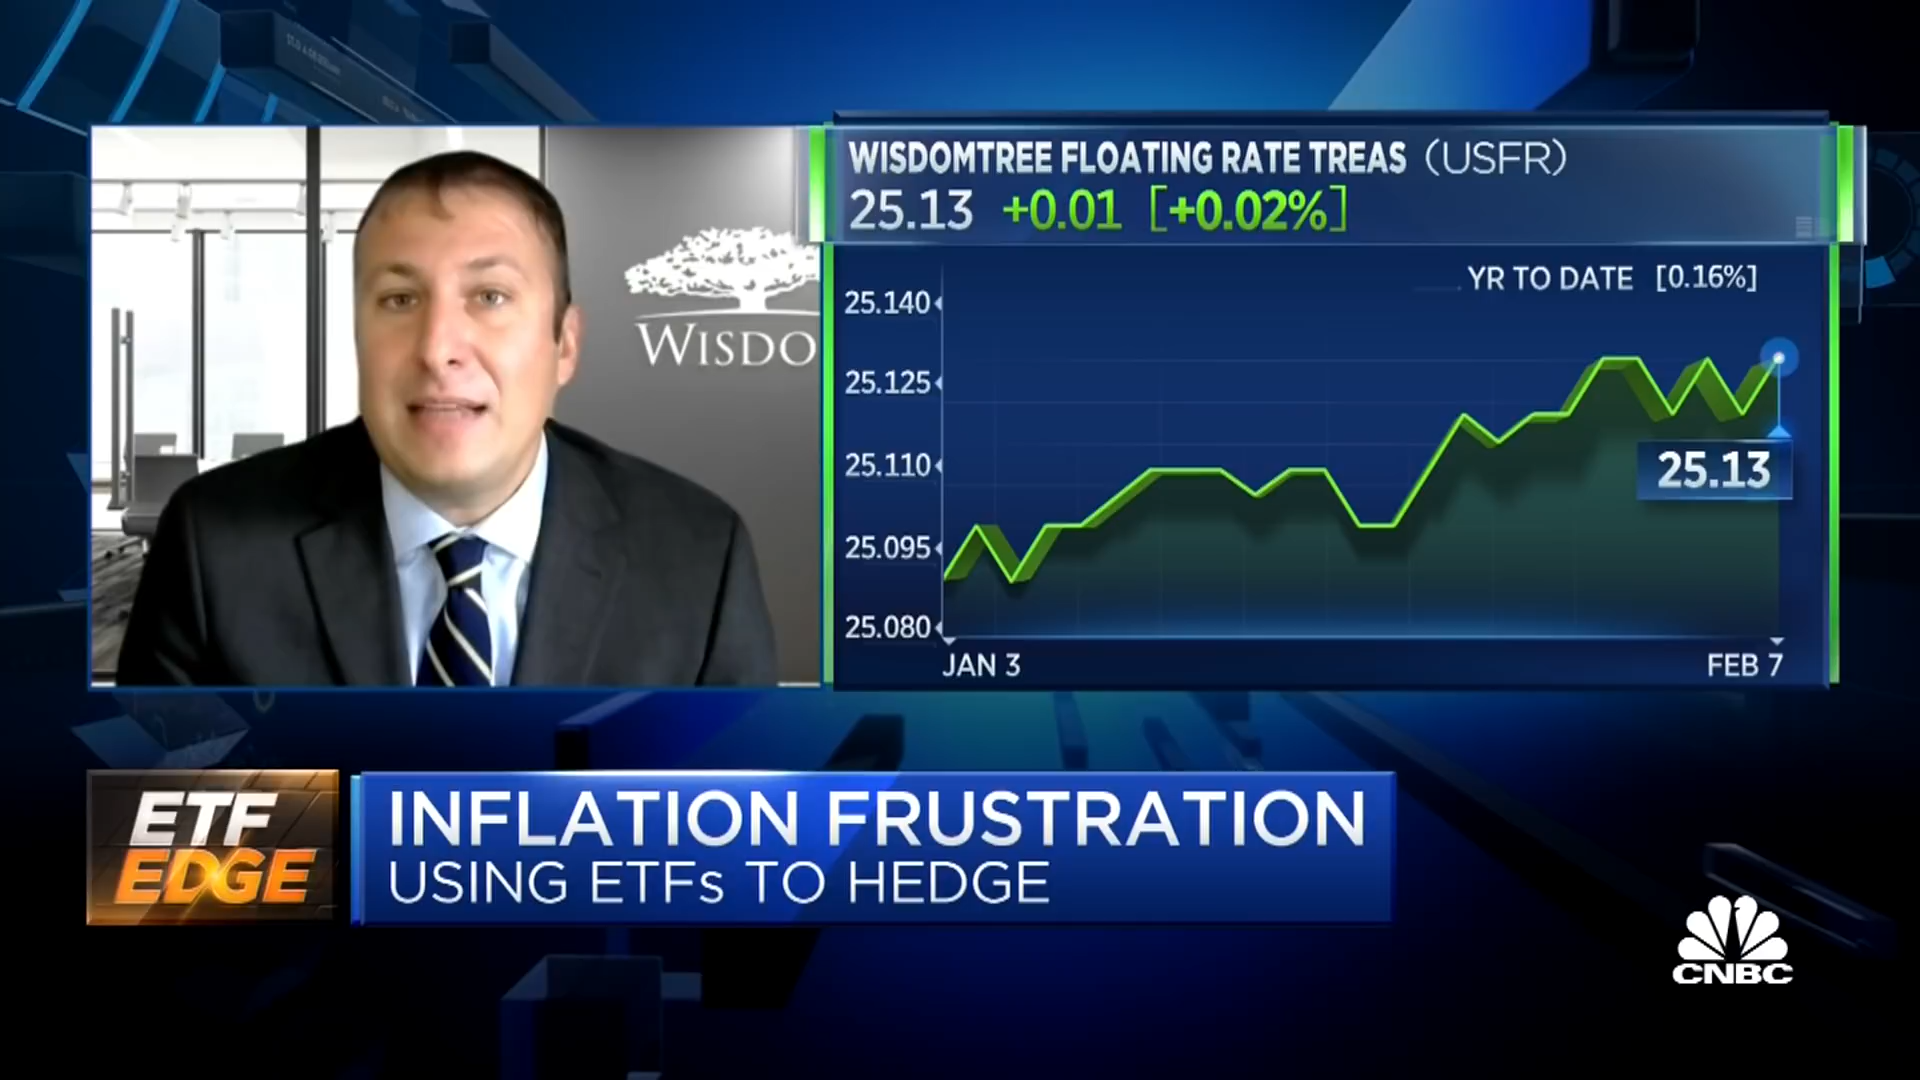 WISDO
WISDOMTREE FLOATING RATE TREAS (USFR)
25.13 +0.01 [+0.02%]
YR TO DATE [0.16%]
25.140
25.125
25.110
25.095
25.080
25.13
JAN 3
FEB 7
ETF
EDGE
INFLATION FRUSTRATION
USING ETFs TO HEDGE
CNBC